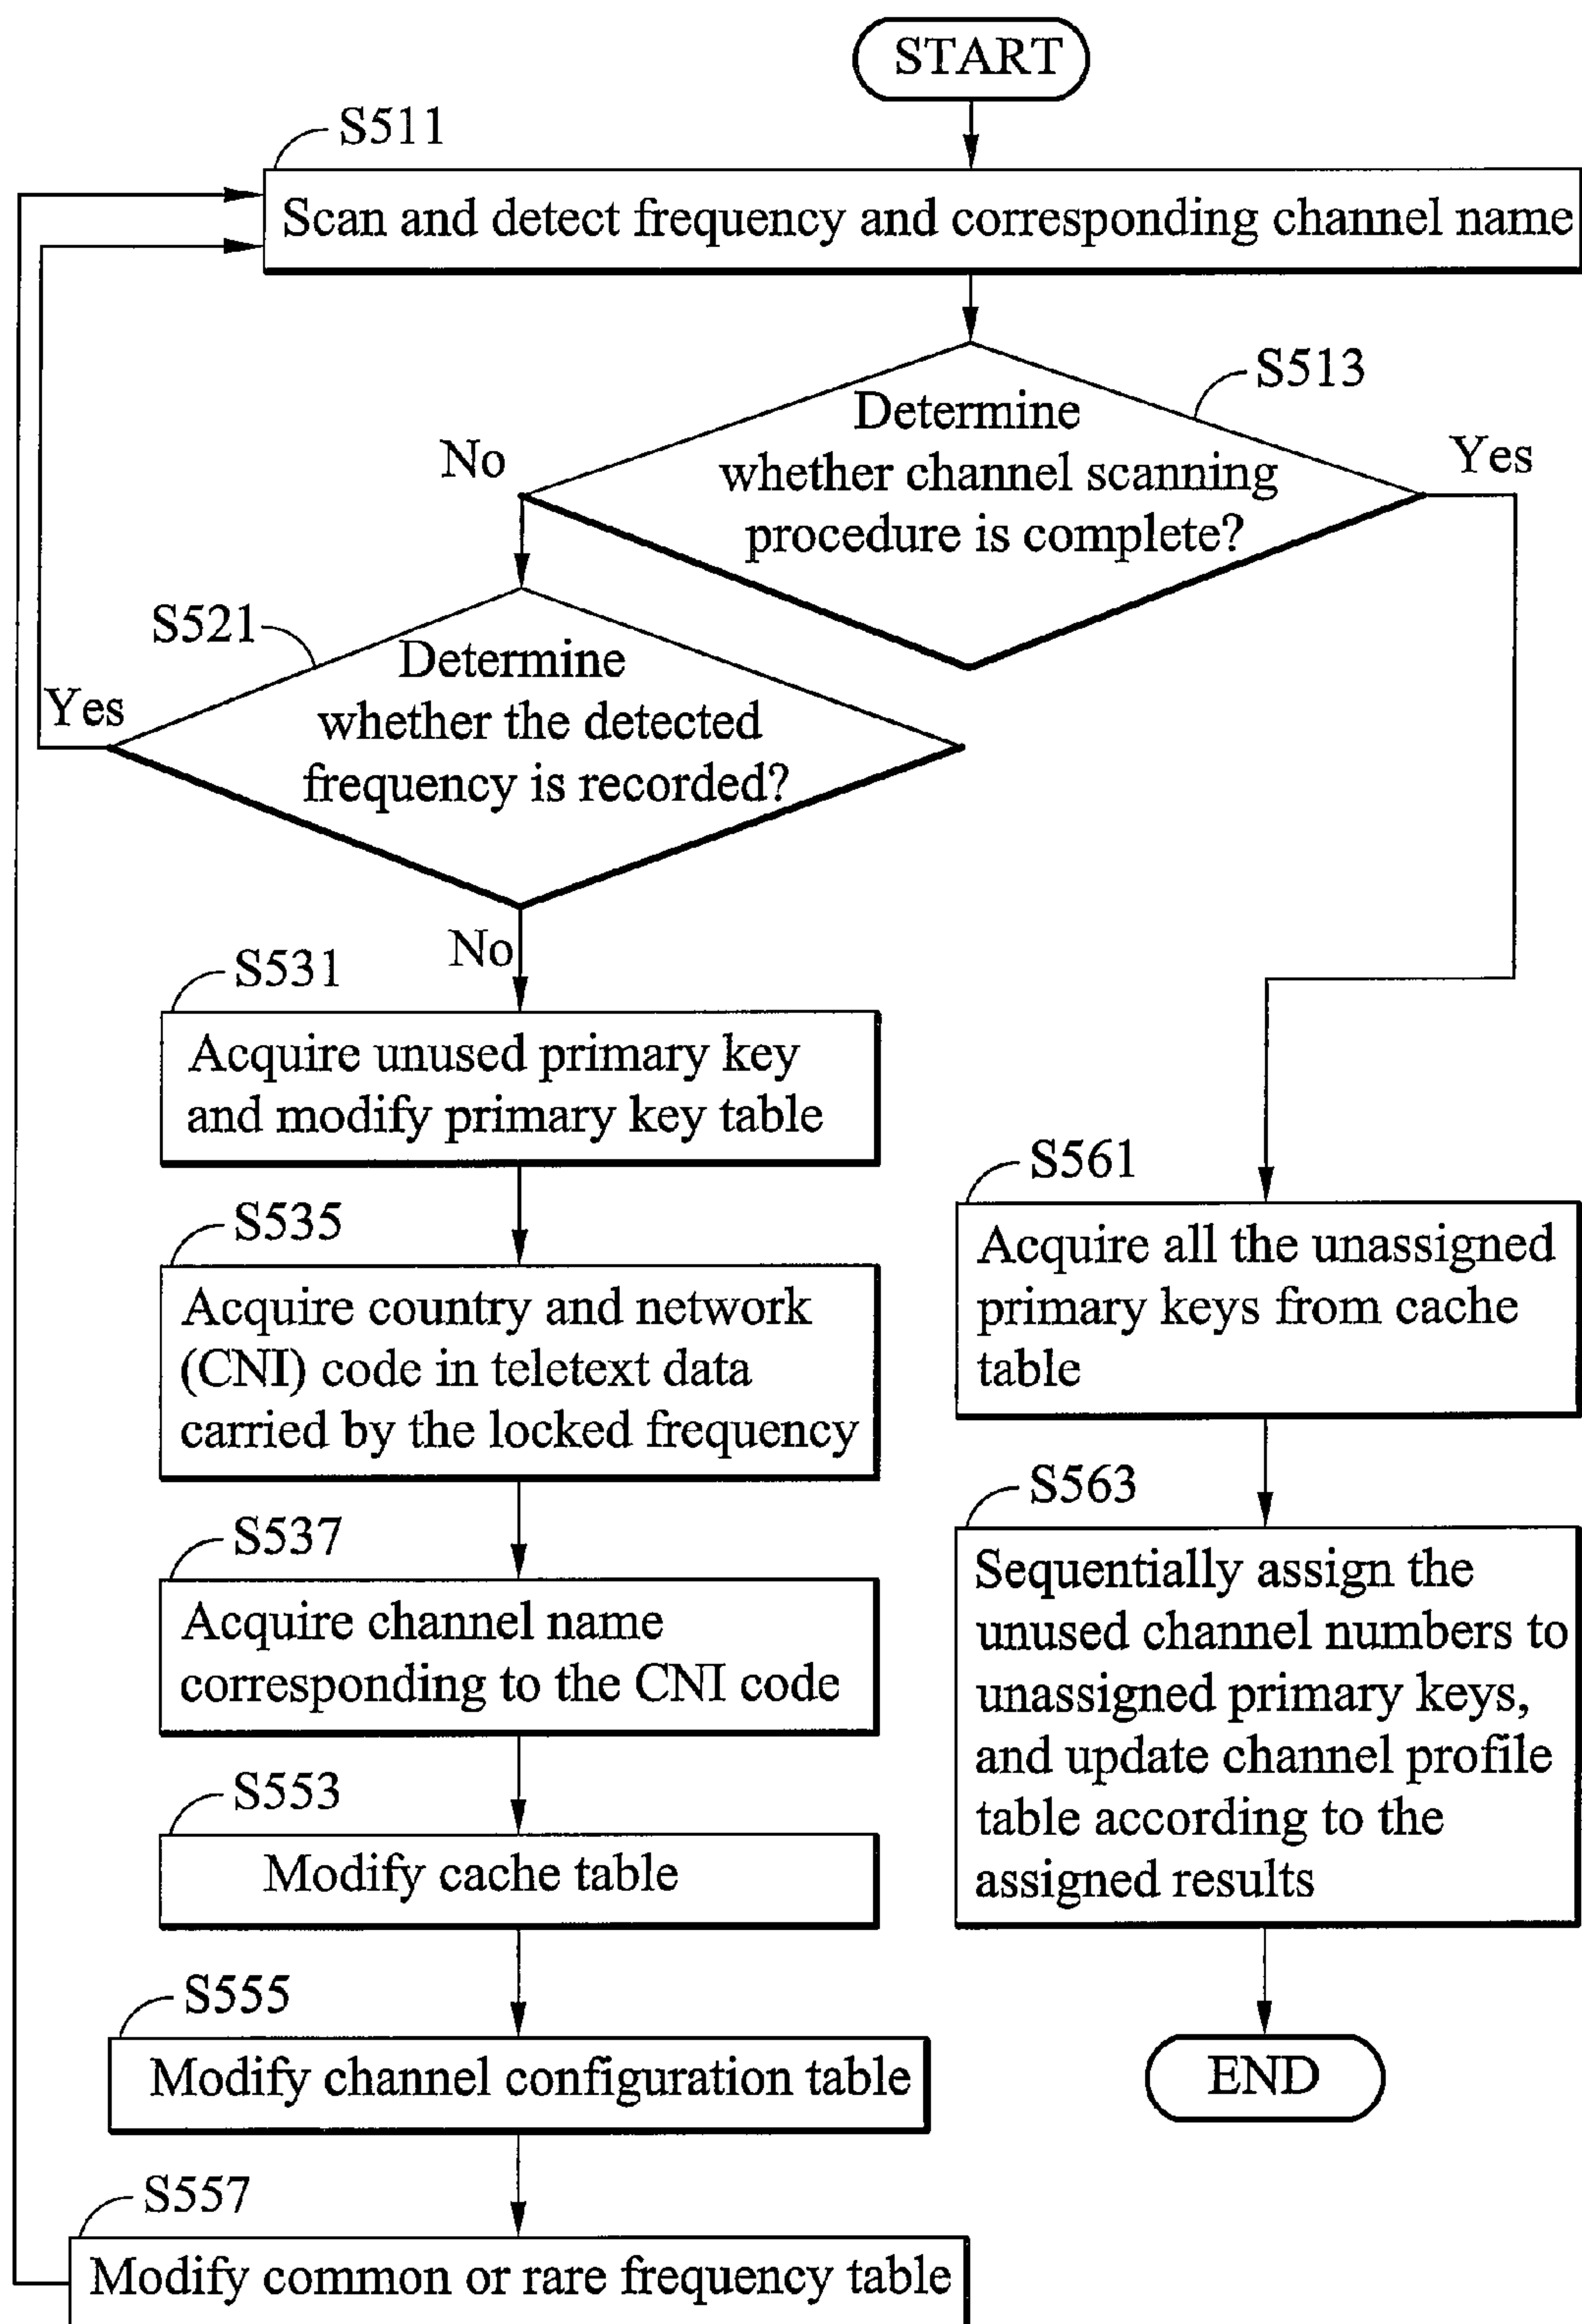 START
S511
Scan and detect frequency and corresponding channel name
S513
Determine
whether channel scanning
procedure is complete?
No
Yes
S521
Determine
whether the detected
frequency is recorded?
Yes
No
S531
Acquire unused primary key
and modify primary key table
S535
Acquire country and network
(CNI) code in teletext data
carried by the locked frequency
S537
Acquire channel name
corresponding to the CNI code
S553
Modify cache table
S555
Modify channel configuration table
S557
Modify common or rare frequency table
S561
Acquire all the unassigned
primary keys from cache
table
S563
Sequentially assign the
unused channel numbers to
unassigned primary keys,
and update channel profile
table according to the
assigned results
END